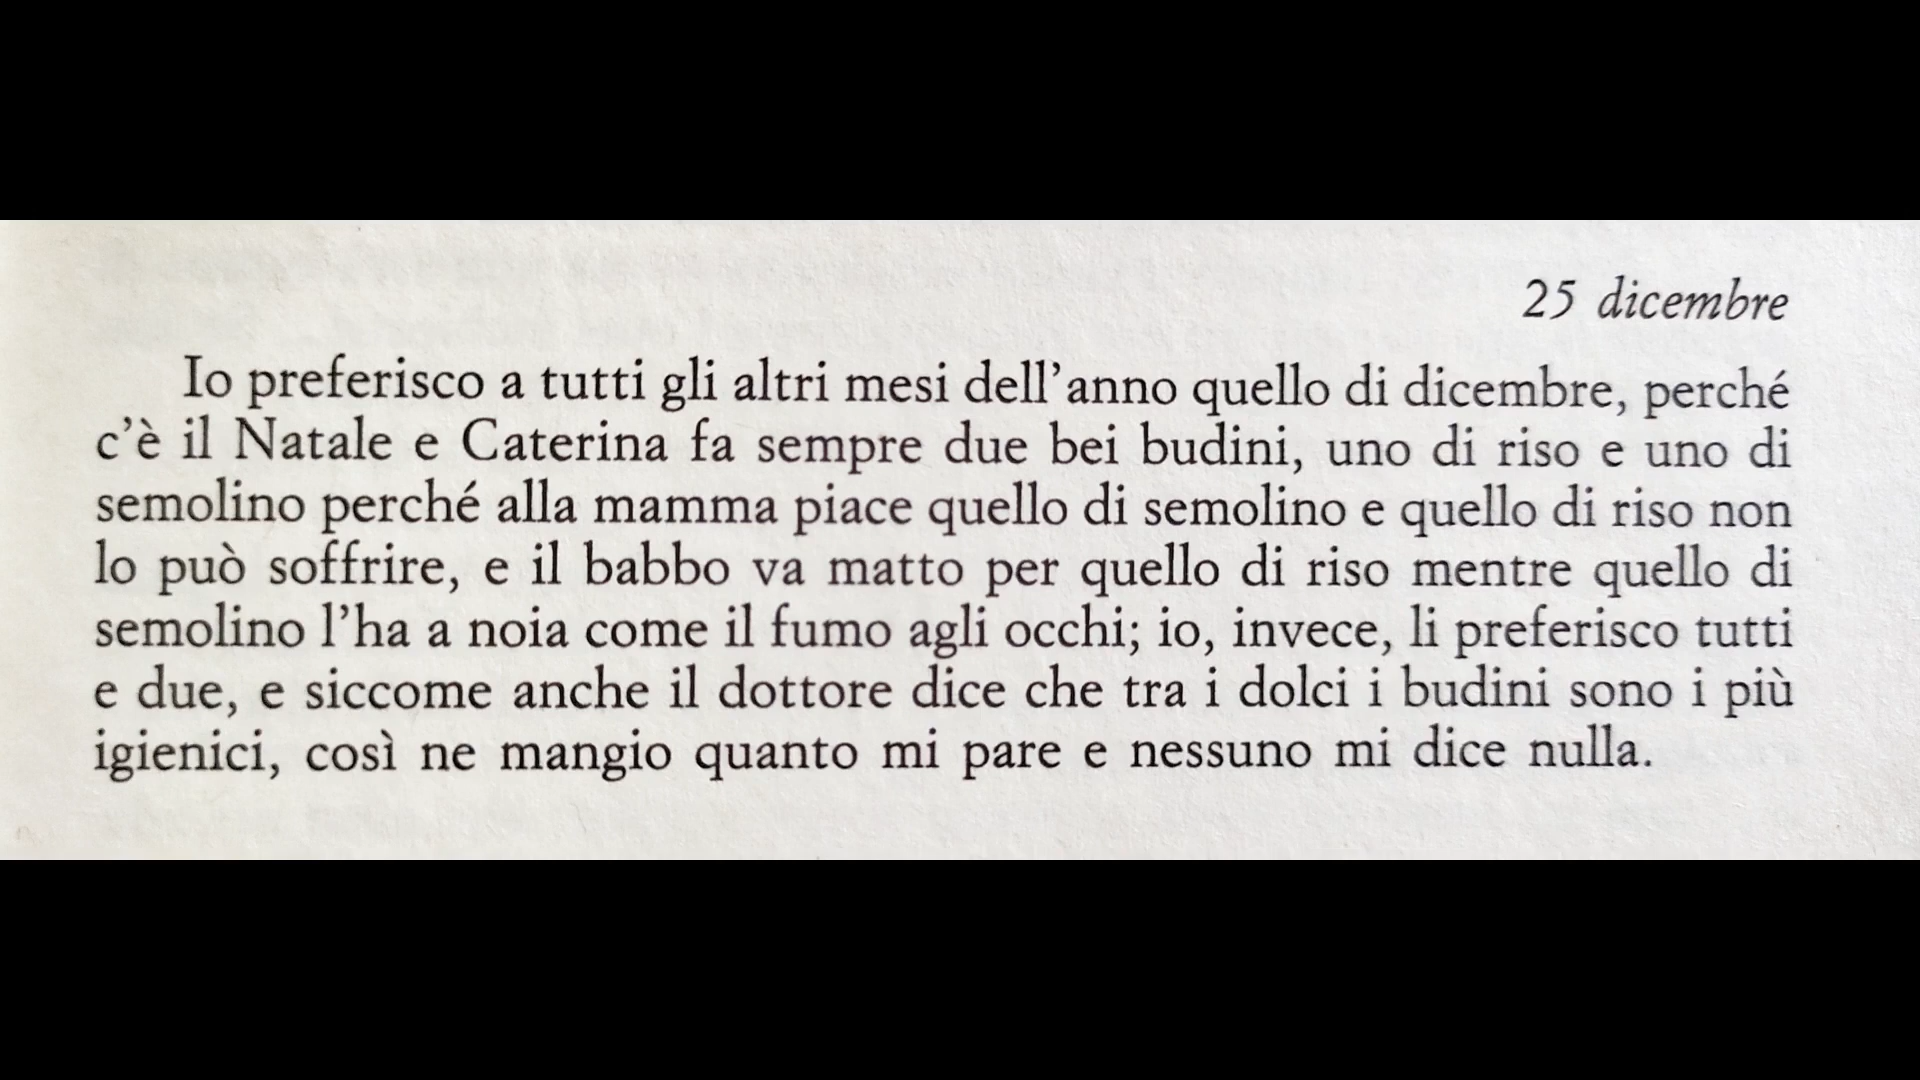 25 dicembre
Io preferisco a tutti gli altri mesi dell’anno quello di dicembre, perché
c’è il Natale e Caterina fa sempre due bei budini, uno di riso e uno di
semolino perché alla mamma piace quello di semolino e quello di riso non
lo può soffrire, e il babbo va matto per quello di riso mentre quello di
semolino l’ha a noia come il fumo agli occhi; io, invece, li preferisco tutti
e due, e siccome anche il dottore dice che tra i dolci i budini sono i più
igienici, così ne mangio quanto mi pare e nessuno mi dice nulla.